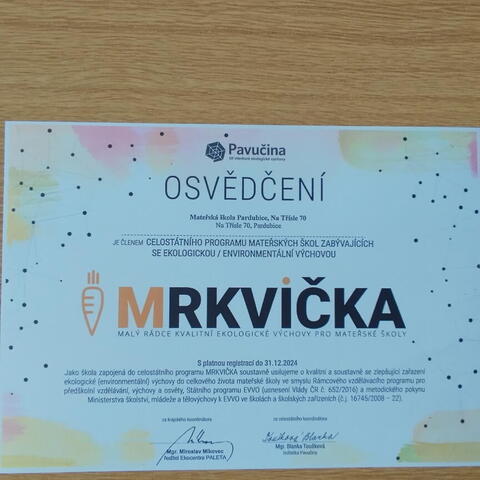 Pavučina
Síť středisek ekologické výchovy
OSVĚDČENÍ
Mateřská škola Pardubice, Na Třísle 70
Na Třísle 70, Pardubice
JE ČLENEM CELOSTÁTNÍHO PROGRAMU MATEŘSKÝCH ŠKOL ZABÝVAJÍCÍCH
SE EKOLOGICKOU / ENVIRONMENTÁLNÍ VÝCHOVOU
MRKVIČKA
MALÝ RÁDCE KVALITNÍ EKOLOGICKÉ VÝCHOVY PRO MATEŘSKÉ ŠKOLY
S platnou registrací do 31.12.2024
Jako škola zapojená do celostátního programu MRKVIČKA soustavně usilujeme o kvalitní a soustavně se zlepšující zařazení
ekologické (environmentální) výchovy do celkového života mateřské školy ve smyslu Rámcového vzdělávacího programu pro
předškolní vzdělávání, výchovy a osvěty, Státního programu EVVO (usnesení Vlády ČR č. 652/2016) a metodického pokynu
Ministerstva školství, mládeže a tělovýchovy k EVVO ve školách a školských zařízeních (č.j. 16745/2008 – 22).
za krajského koordinátora
za celostátního koordinátora
Mgr. Miroslav Mikovec
ředitel Ekocentra PALETA
Mgr. Blanka Toušková
ředitelka Pavučina